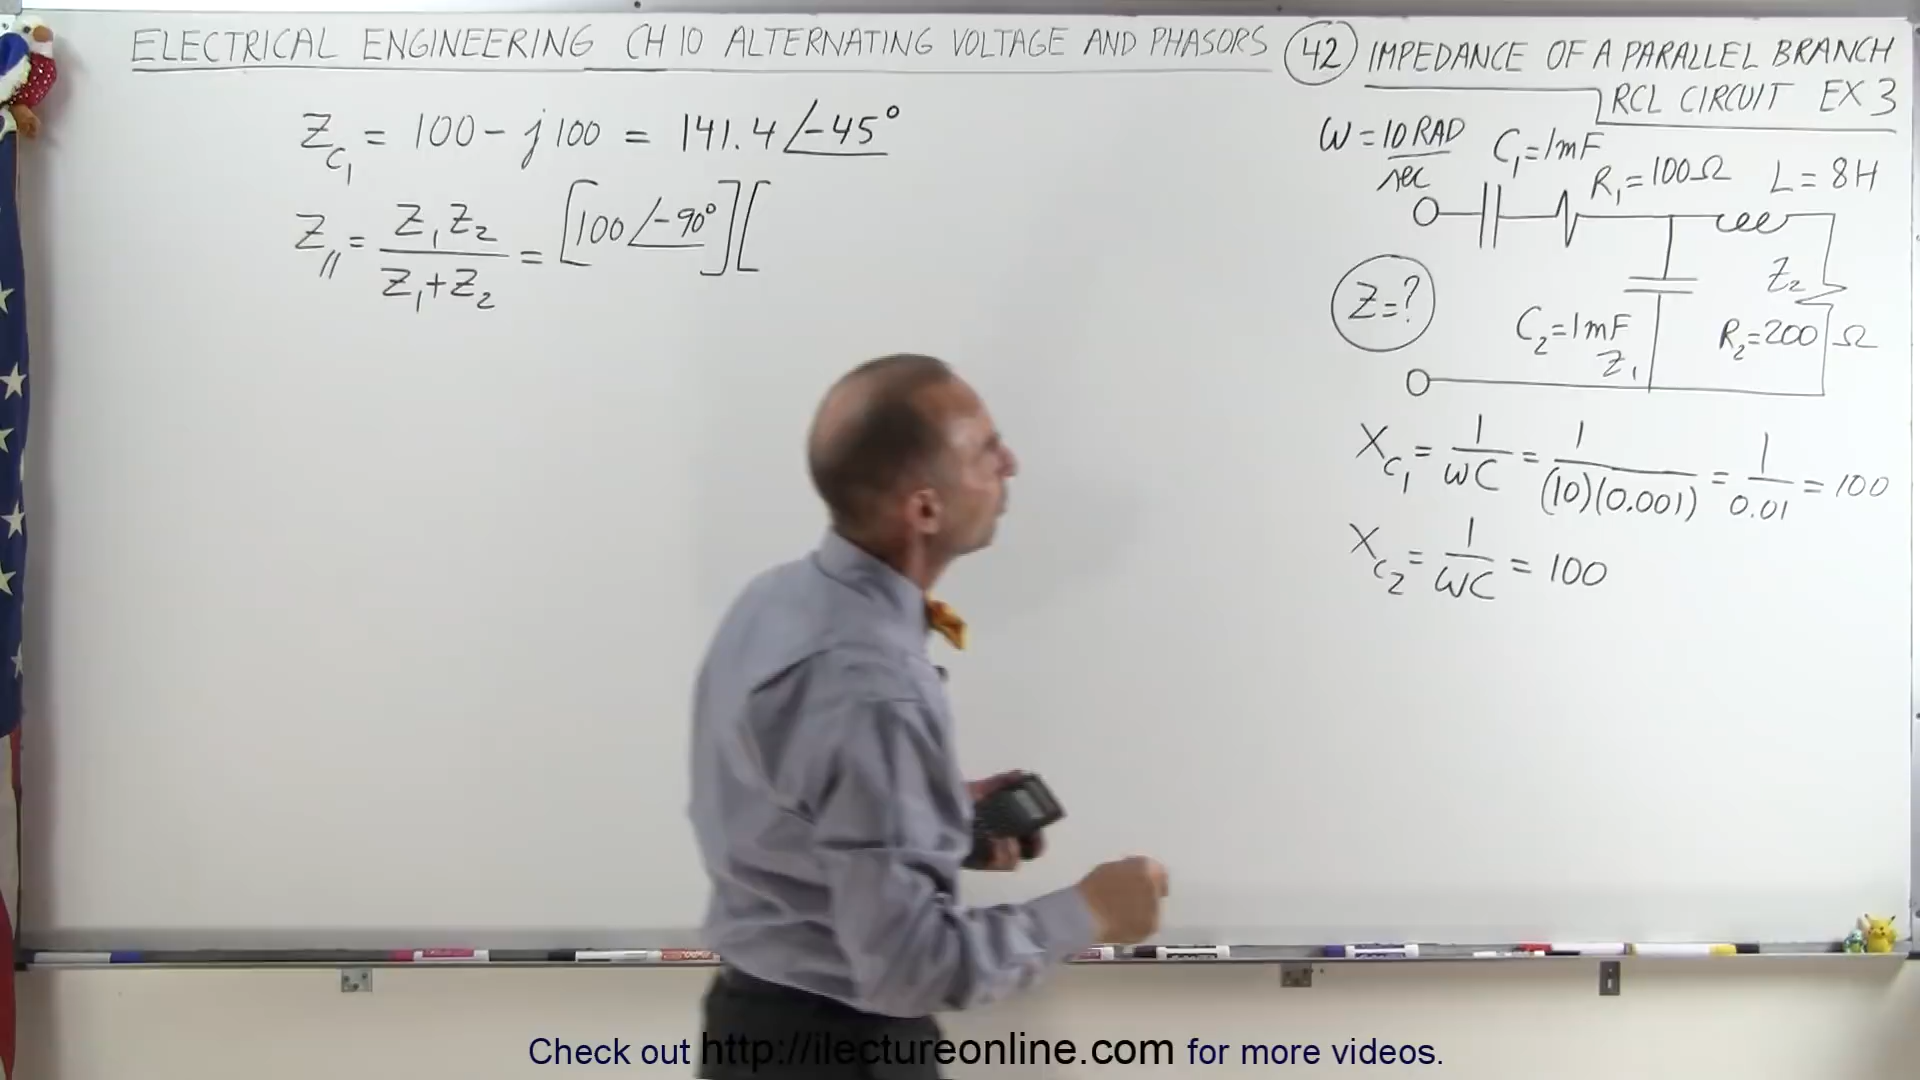 ELECTRICAL ENGINEERING CH 10 ALTERNATING VOLTAGE AND PHASORS
42 IMPEDANCE OF A PARALLEL BRANCH
RCL CIRCUIT EX 3
Z_C₁ = 100 - j100 = 141.4 ∠-45°
Z_// = Z₁Z₂ / Z₁+Z₂ = [100 ∠-90°][
ω = 10 RAD/sec
C₁=1mF
R₁=100Ω
L=8H
Z=?
Z₂
C₂=1mF
Z₁
R₂=200Ω
X_C₁ = 1/ωC = 1/(10)(0.001) = 1/0.01 = 100
X_C₂ = 1/ωC = 100
Check out http://ilectureonline.com for more videos.